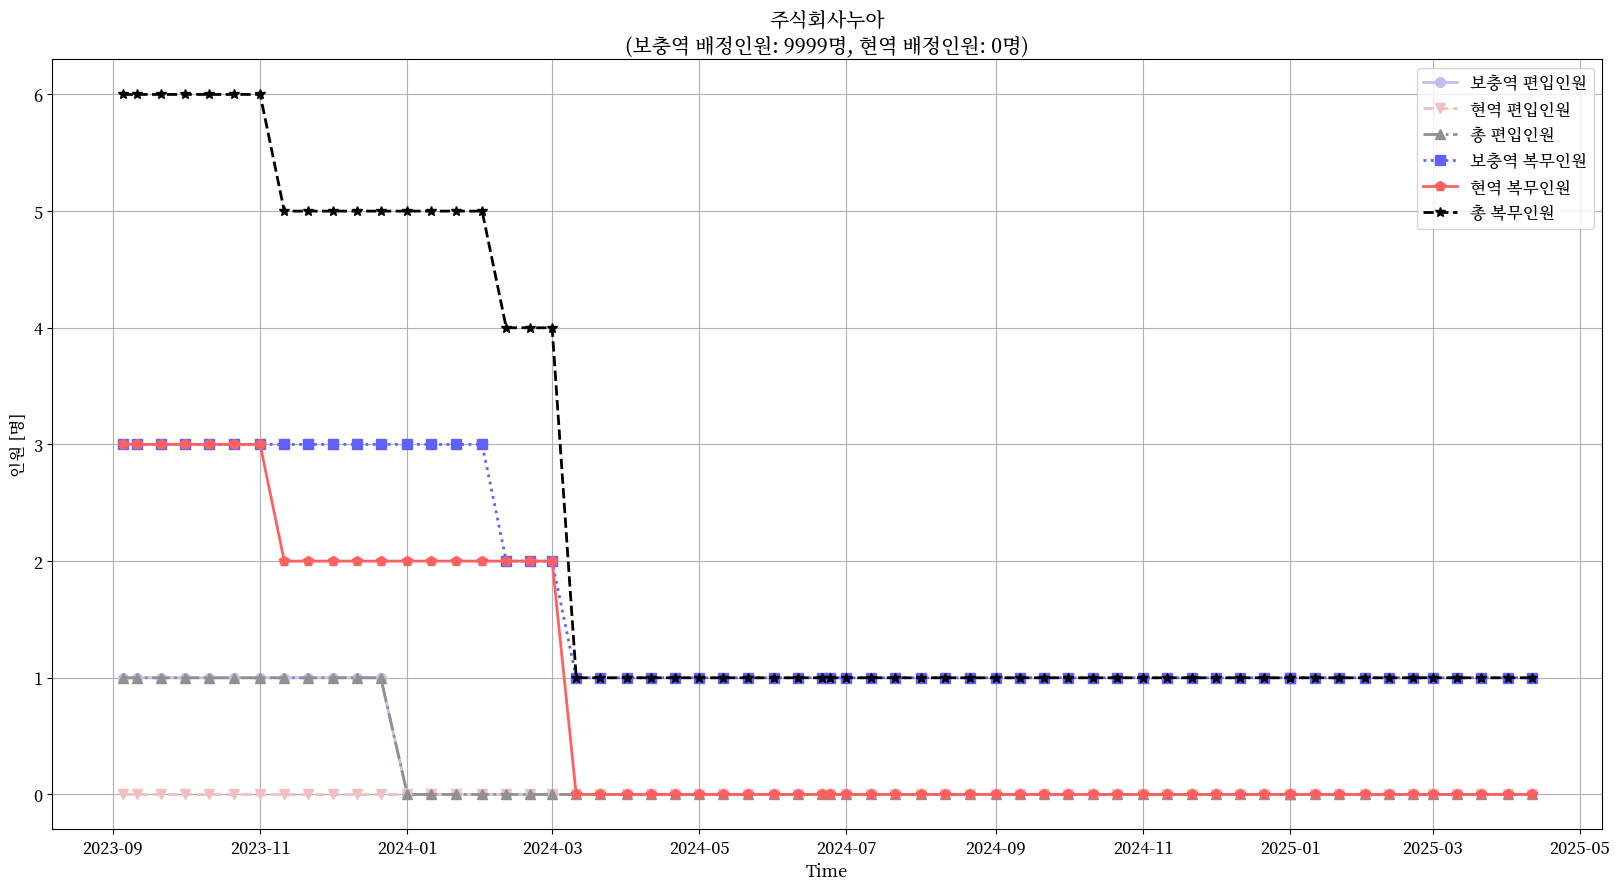 주식회사누아
(보충역 배정인원: 9999명, 현역 배정인원: 0명)
보충역 편입인원
현역 편입인원
총 편입인원
보충역 복무인원
현역 복무인원
총 복무인원
인원 [명]
6
5
4
3
2
1
0
2023-09
2023-11
2024-01
2024-03
2024-05
2024-07
2024-09
2024-11
2025-01
2025-03
2025-05
Time